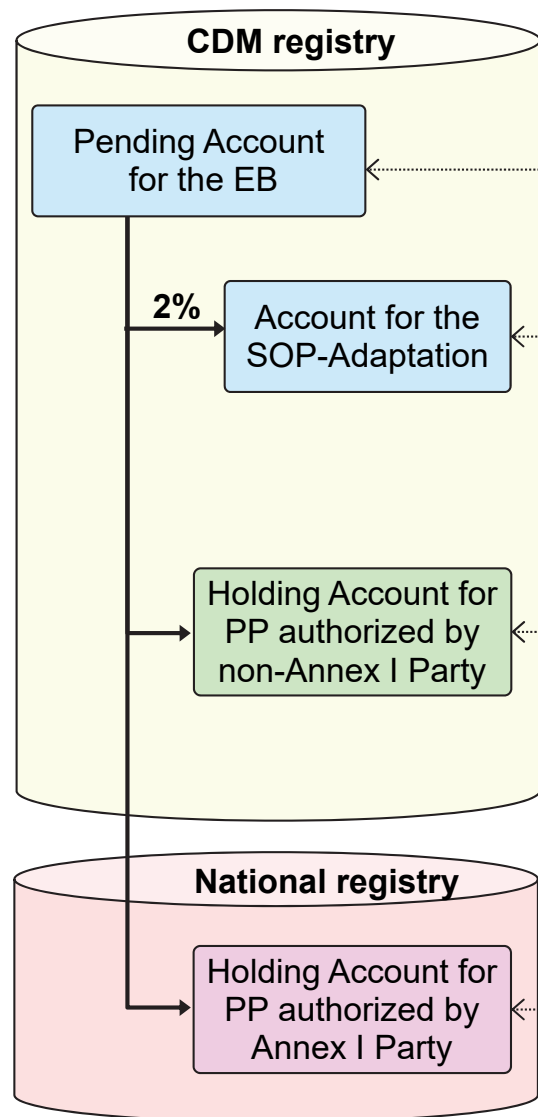 CDM registry
Pending Account
for the EB
2%
Account for the
SOP-Adaptation
Holding Account for
PP authorized by
non-Annex I Party
National registry
Holding Account for
PP authorized by
Annex I Party